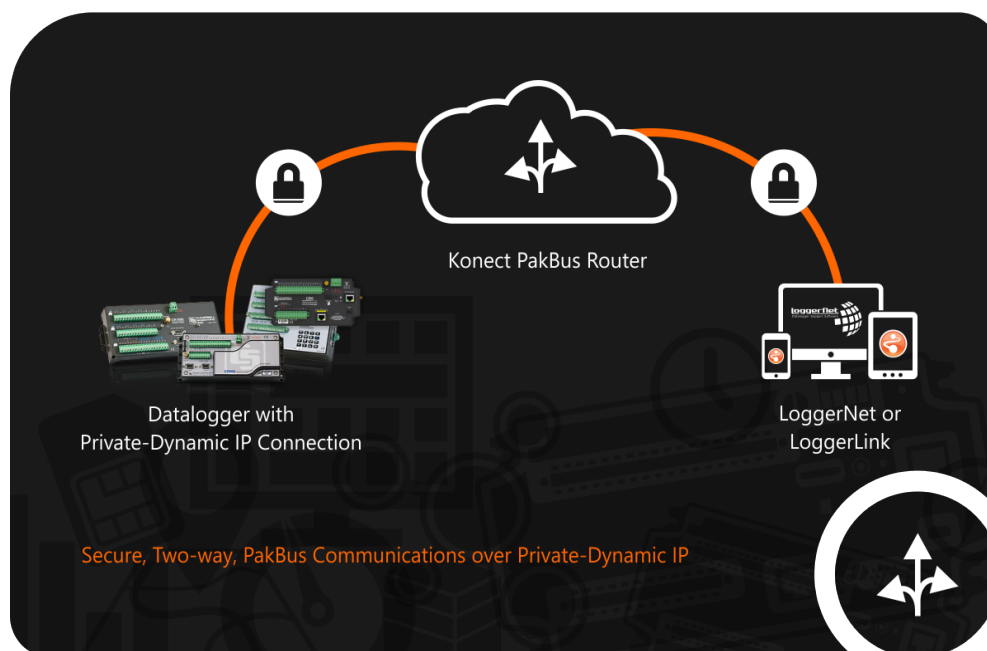 Konect PakBus Router
loggernet
Datalogger with
Private-Dynamic IP Connection
LoggerNet or
LoggerLink
Secure, Two-way, PakBus Communications over Private-Dynamic IP